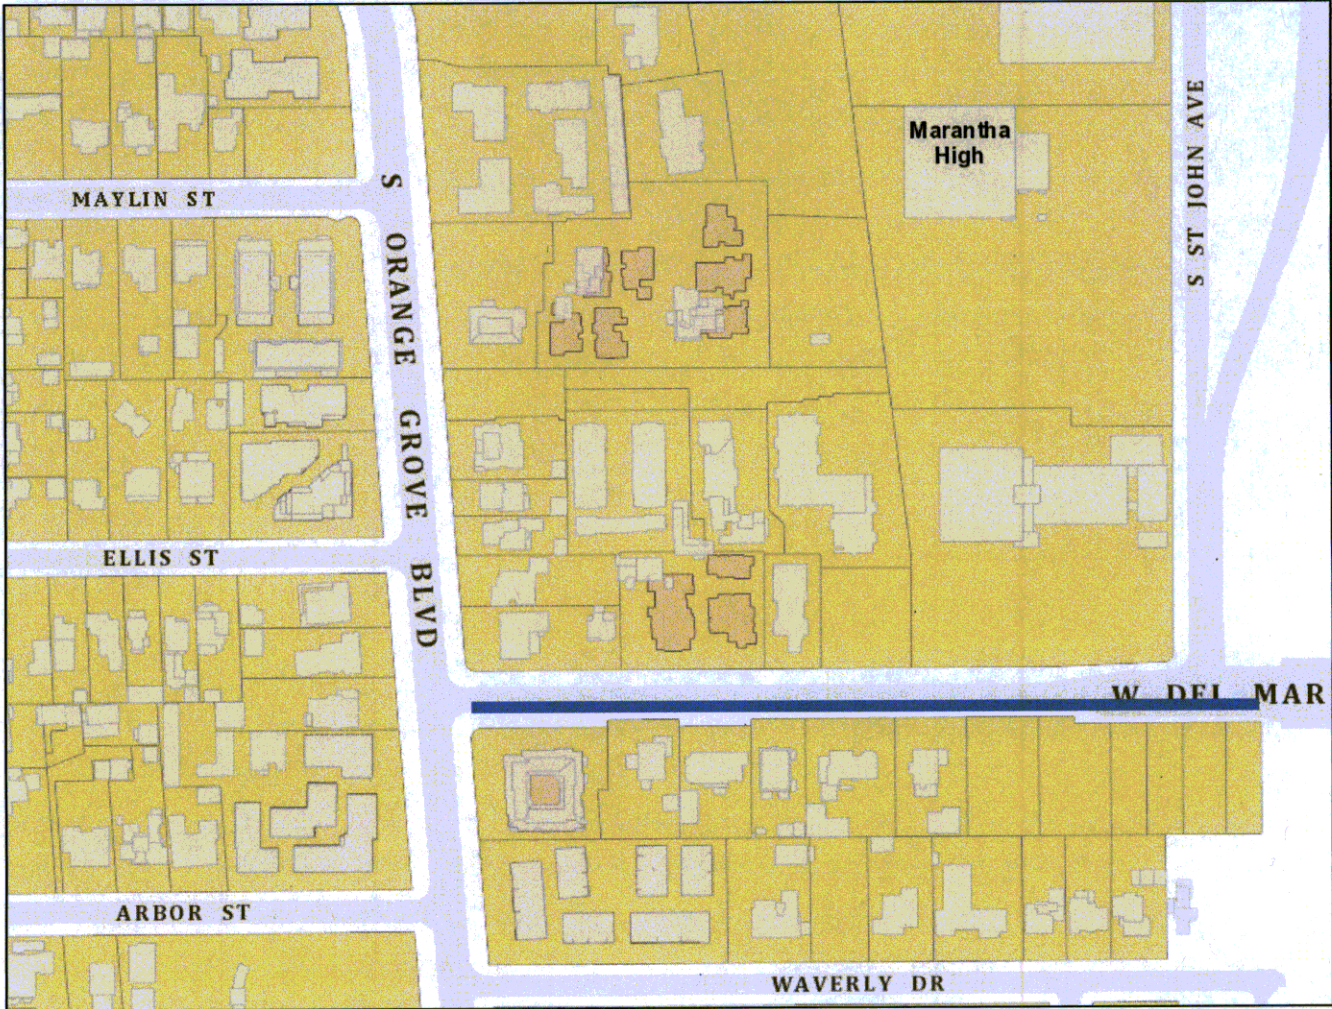 Marantha
High
S ST JOHN AVE
MAYLIN ST
S ORANGE GROVE BLVD
ELLIS ST
W DEL MAR
ARBOR ST
WAVERLY DR